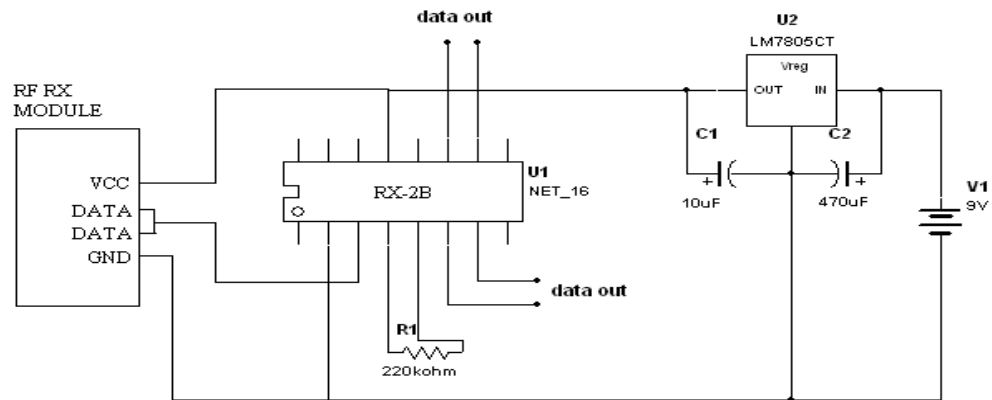 data out
U2
LM7805CT
Vreg
OUT IN
RF RX
MODULE
C1
C2
VCC
DATA
DATA
GND
RX-2B
U1
NET_16
+
10uF
+
470uF
V1
9V
data out
R1
220kohm